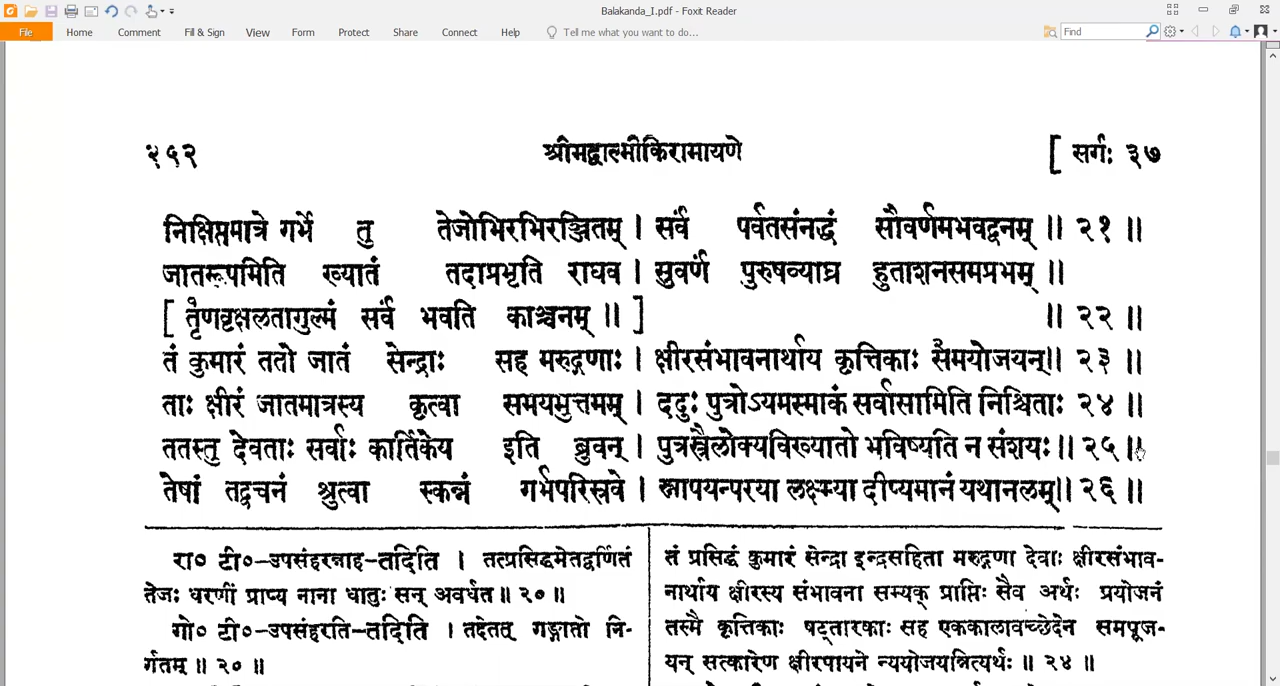 Balakanda_I.pdf - Foxit Reader
File Home Comment Fill & Sign View Form Protect Share Connect Help Tell me what you want to do... Find
४५२ श्रीमद्वाल्मीकिरामायणे [ सर्गः ३७
निक्षिप्तमात्रे गर्भे तु तेजोभिरभिरञ्जितम् । सर्वं पर्वतसंनद्धं सौवर्णमभवद्वनम् ॥ २१ ॥
जातरूपमिति ख्यातं तदाप्रभृति राघव । सुवर्णं पुरुषव्याघ्र हुताशनसमप्रभम् ॥
[ तृणवृक्षलतागुल्मं सर्वं भवति काञ्चनम् ॥ ] ॥ २२ ॥
तं कुमारं ततो जातं सेन्द्राः सह मरुद्गणाः । क्षीरसंभावनार्थाय कृत्तिकाः समयोजयन् ॥ २३ ॥
ताः क्षीरं जातमात्रस्य कृत्वा समयमुत्तमम् । ददुः पुत्रोऽयमस्माकं सर्वासामिति निश्चिताः २४ ॥
ततस्तु देवताः सर्वाः कार्तिकेय इति ब्रुवन् । पुत्रस्त्रैलोक्यविख्यातो भविष्यति न संशयः ॥ २५ ॥
तेषां तद्वचनं श्रुत्वा स्कन्नं गर्भपरिस्रवे । स्नापयन्परया लक्ष्म्या दीप्यमानं यथानलम् ॥ २६ ॥
रा० टी०-उपसंहरन्नाह-तदिति । तत्प्रसिद्धमेतद्वर्णितं
तेजः धरणीं प्राप्य नाना धातुः सन् अवर्धत ॥ २० ॥
गो० टी०-उपसंहरति-तदिति । तदेतत् गङ्गातो नि-
र्गतम् ॥ २० ॥
तं प्रसिद्धं कुमारं सेन्द्रा इन्द्रसहिता मरुद्गणा देवाः क्षीरसंभाव-
नार्थाय क्षीरस्य संभावना सम्यक् प्राप्तिः सैव अर्थः प्रयोजनं
तस्मै कृत्तिकाः षट्तारकाः सह एककालावच्छेदेन समपूज-
यन् सत्कारेण क्षीरपायने न्ययोजयन्नित्यर्थः ॥ २४ ॥